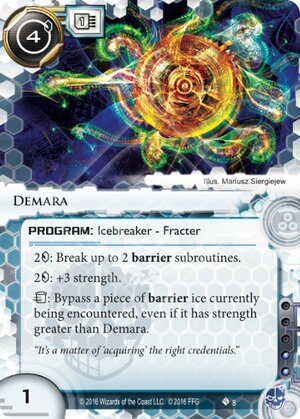 4
1
Illus. Mariusz Siergiejew
DEMARA
PROGRAM: Icebreaker - Fracter
2: Break up to 2 barrier subroutines.
2: +3 strength.
: Bypass a piece of barrier ice currently
being encountered, even if it has strength
greater than Demara.
“It’s a matter of ‘acquiring’ the right credentials.”
1
© 2016 Wizards of the Coast LLC. © 2016 FFG
8